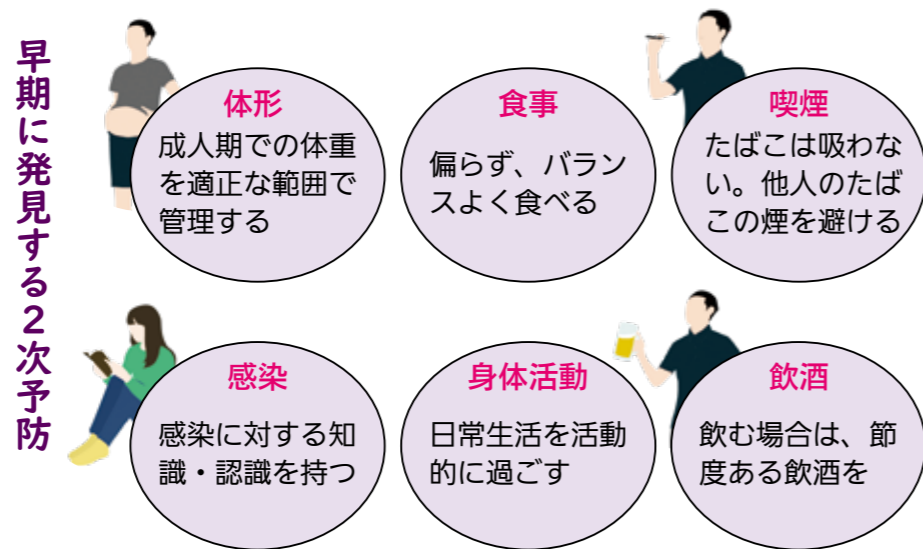 早期に発見する2次予防
体形
成人期での体重
を適正な範囲で
管理する
食事
偏らず、バラン
スよく食べる
喫煙
たばこは吸わな
い。他人のたば
この煙を避ける
感染
感染に対する知
識・認識を持つ
身体活動
日常生活を活動
的に過ごす
飲酒
飲む場合は、節
度ある飲酒を